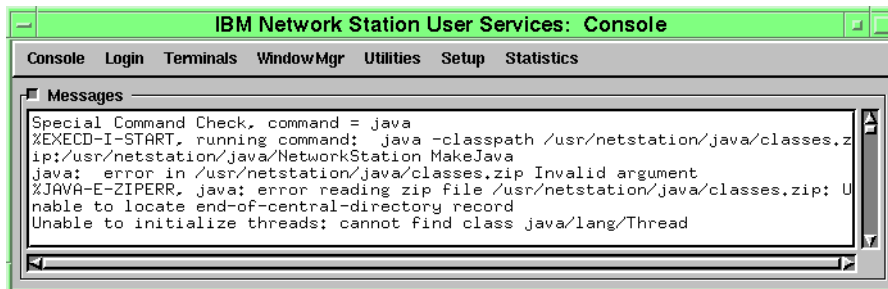 IBM Network Station User Services: Console
Console Login Terminals WindowMgr Utilities Setup Statistics
Messages
Special Command Check, command = java
%EXECD-I-START, running command:  java -classpath /usr/netstation/java/classes.z
ip:/usr/netstation/java/NetworkStation MakeJava
java:  error in /usr/netstation/java/classes.zip Invalid argument
%JAVA-E-ZIPERR, java: error reading zip file /usr/netstation/java/classes.zip: U
nable to locate end-of-central-directory record
Unable to initialize threads: cannot find class java/lang/Thread